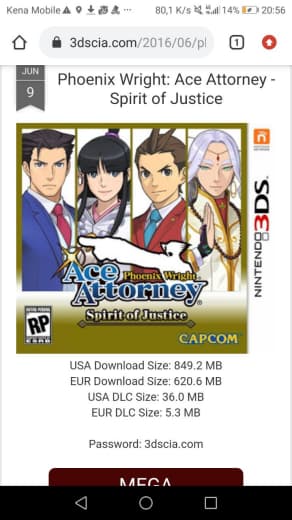 Kena Mobile 80,1 K/s 14% 20:56
3dscia.com/2016/06/pl 1
JUN
9
Phoenix Wright: Ace Attorney -
Spirit of Justice
NINTENDO 3DS
Ace
Phoenix Wright
Attorney
Spirit of Justice
RP
ESRB
CAPCOM
USA Download Size: 849.2 MB
EUR Download Size: 620.6 MB
USA DLC Size: 36.0 MB
EUR DLC Size: 5.3 MB
Password: 3dscia.com
MEGA